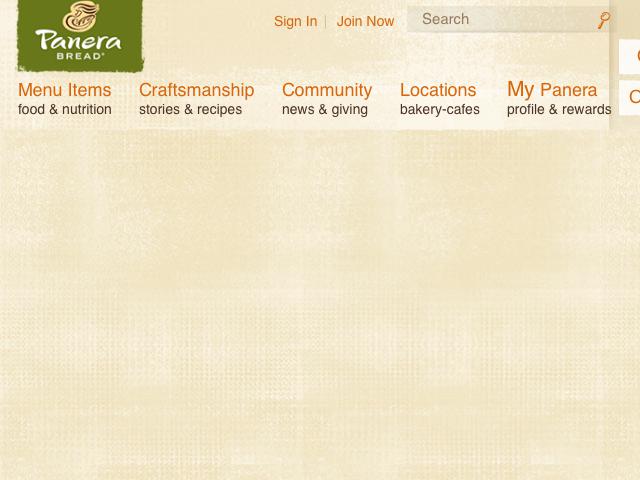 Panera
BREAD®
Sign In | Join Now
Search
Menu Items
food & nutrition
Craftsmanship
stories & recipes
Community
news & giving
Locations
bakery-cafes
My Panera
profile & rewards